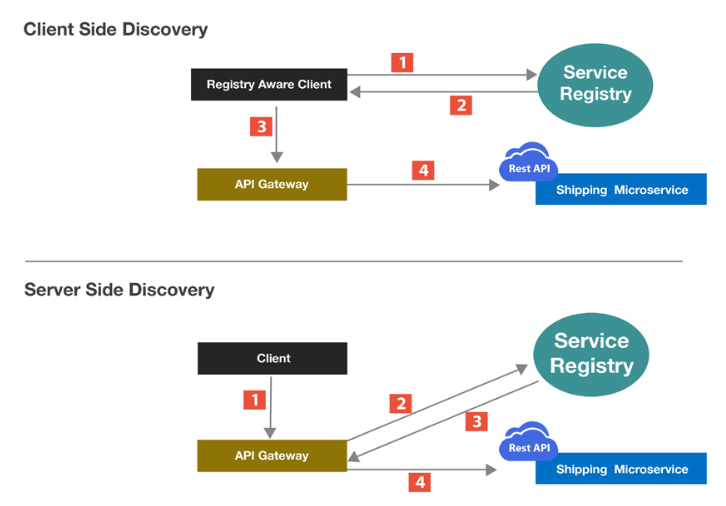 Client Side Discovery
1
Registry Aware Client
2
Service
Registry
3
API Gateway
4
Rest API
Shipping Microservice
Server Side Discovery
Client
Service
Registry
1
2
3
API Gateway
4
Rest API
Shipping Microservice